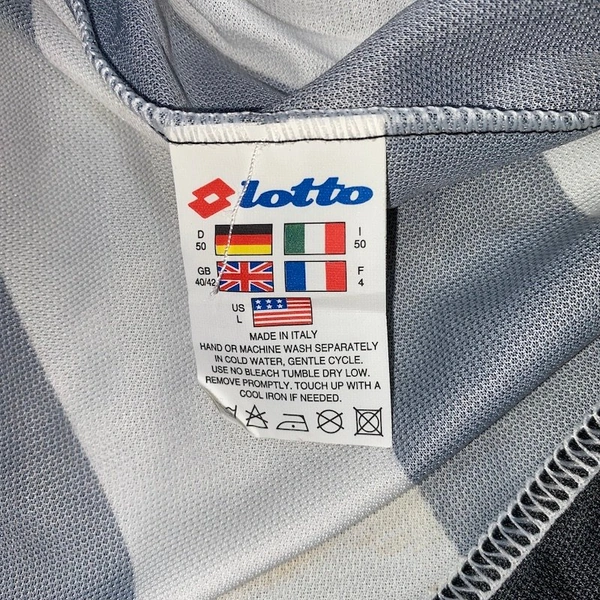 lotto
D 50 I 50
GB 40/42 F 4
US L
MADE IN ITALY
HAND OR MACHINE WASH SEPARATELY
IN COLD WATER, GENTLE CYCLE.
USE NO BLEACH TUMBLE DRY LOW.
REMOVE PROMPTLY. TOUCH UP WITH A
COOL IRON IF NEEDED.